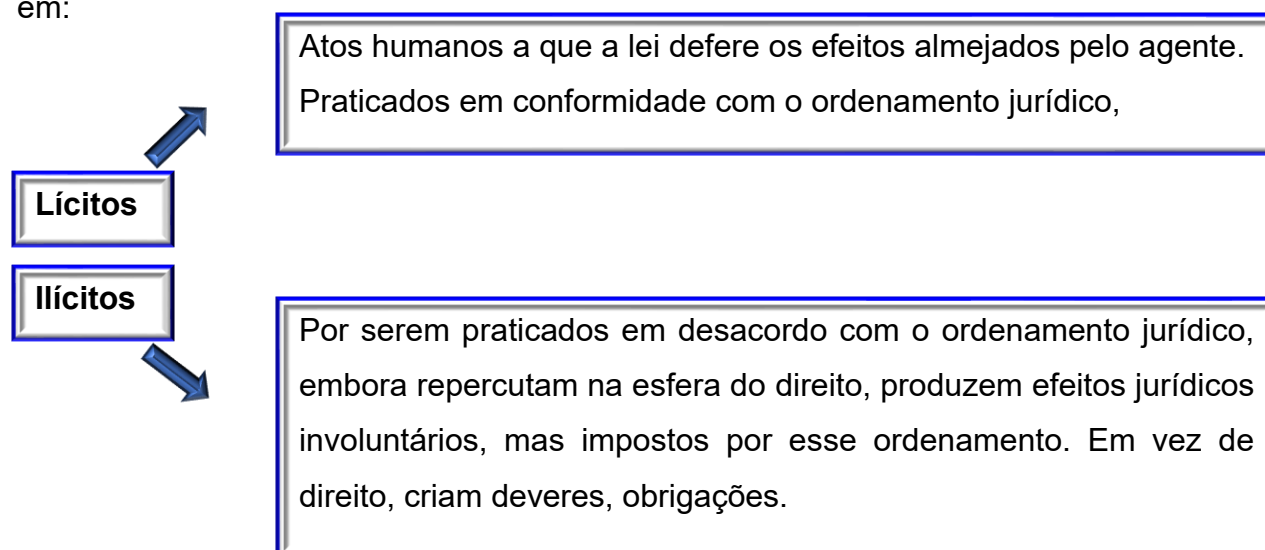 em:
Atos humanos a que a lei defere os efeitos almejados pelo agente.
Praticados em conformidade com o ordenamento jurídico,
Lícitos
Ilícitos
Por serem praticados em desacordo com o ordenamento jurídico,
embora repercutam na esfera do direito, produzem efeitos jurídicos
involuntários, mas impostos por esse ordenamento. Em vez de
direito, criam deveres, obrigações.